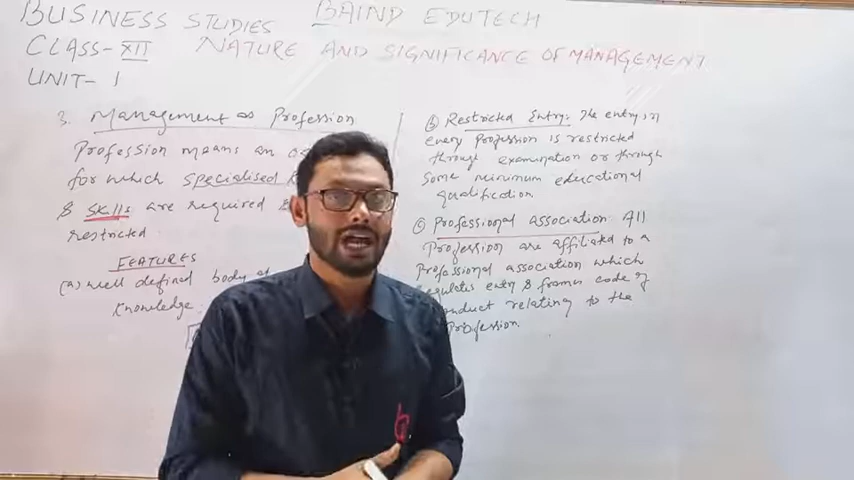 BUSINESS STUDIES BAIND EDUTECH
CLASS-XII NATURE AND SIGNIFICANCE OF MANAGEMENT
UNIT- 1
3. Management as Profession
Profession means an
for which specialised
& skills are required
restricted
FEATURES
(a) well defined body of
knowledge
(b) Restricted Entry:- The entry in
every profession is restricted
through examination or through
some minimum educational
qualification.
(c) Professional association: All
Profession are affiliated to a
Professional association which
regulates entry & frames code of
conduct relating to the
Profession.